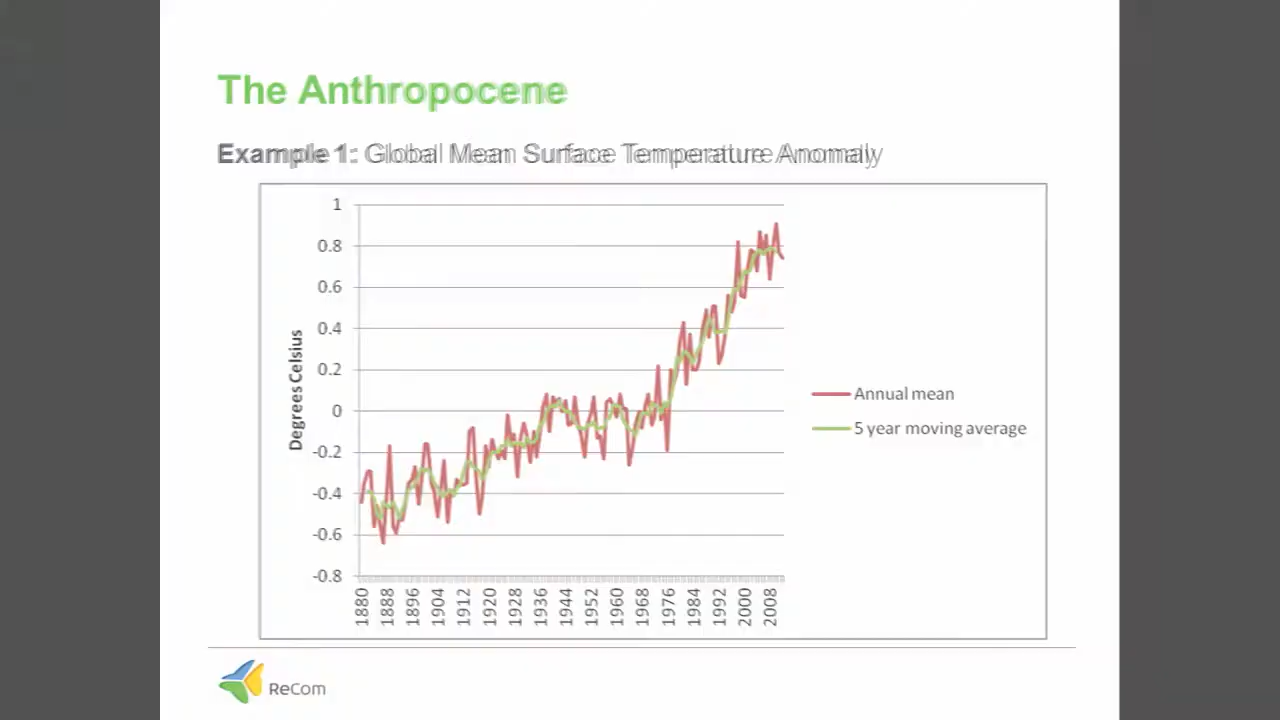 The Anthropocene
Example 1: Global Mean Surface Temperature Anomaly
1
0.8
0.6
0.4
0.2
0
-0.2
-0.4
-0.6
-0.8
Degrees Celsius
1880 1888 1896 1904 1912 1920 1928 1936 1944 1952 1960 1968 1976 1984 1992 2000 2008
Annual mean
5 year moving average
ReCom